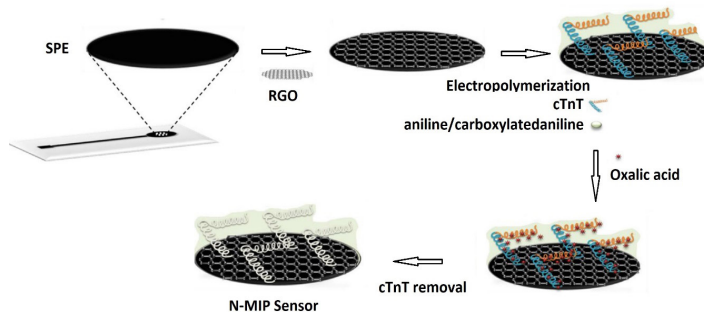 SPE
RGO
Electropolymerization
cTnT
aniline/carboxylatedaniline
Oxalic acid
cTnT removal
N-MIP Sensor